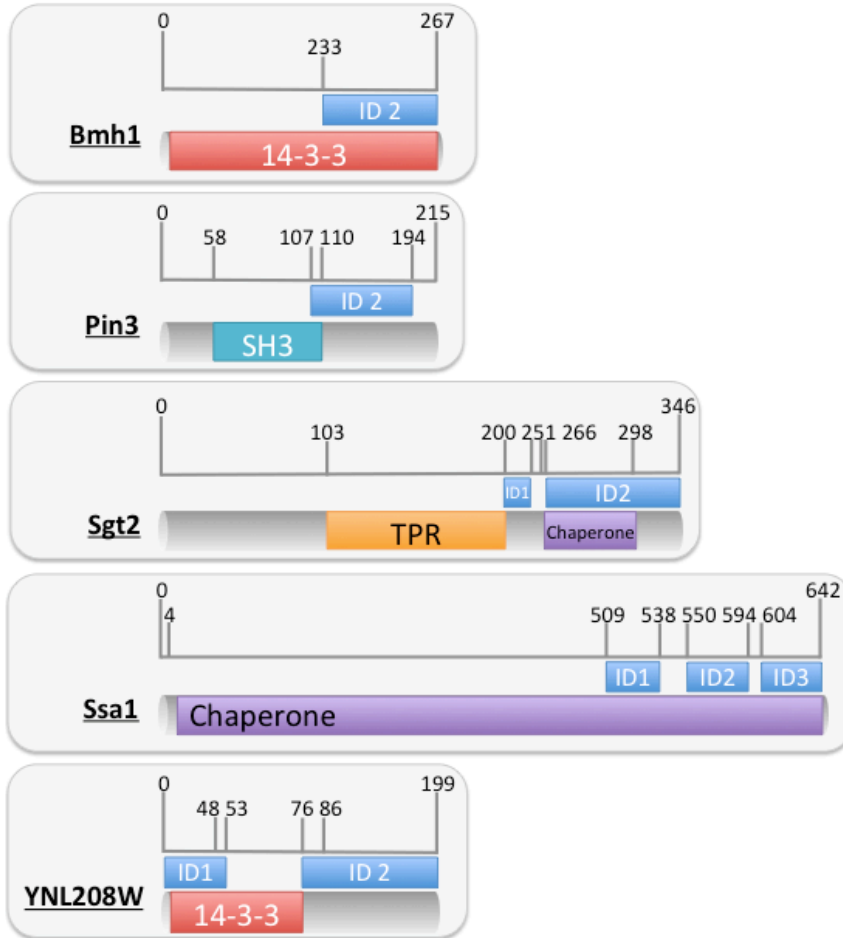 0 267
233
ID 2
Bmh1
14-3-3
0 215
58 107 110 194
ID 2
Pin3
SH3
0 346
103 200 251 266 298
ID1 ID2
Sgt2
TPR Chaperone
0 642
4 509 538 550 594 604
ID1 ID2 ID3
Ssa1
Chaperone
0 199
48 53 76 86
ID1 ID 2
YNL208W
14-3-3